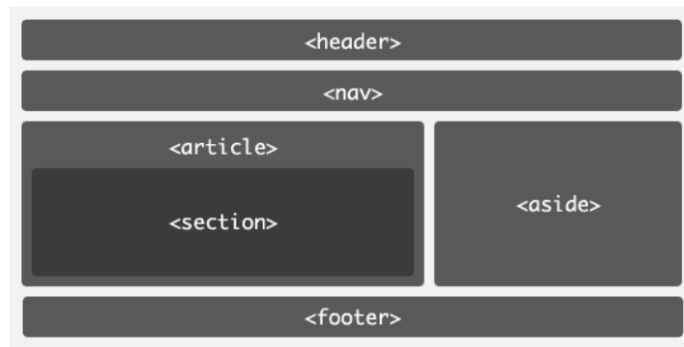 <header>
<nav>
<article>
<section>
<aside>
<footer>